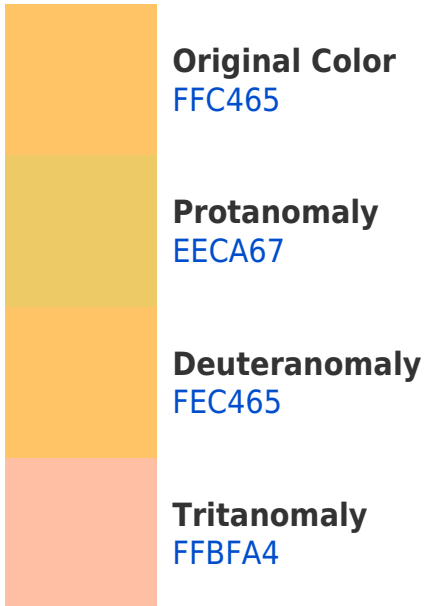 Original Color
FFC465
Protanomaly
EECA67
Deuteranomaly
FEC465
Tritanomaly
FFBFA4